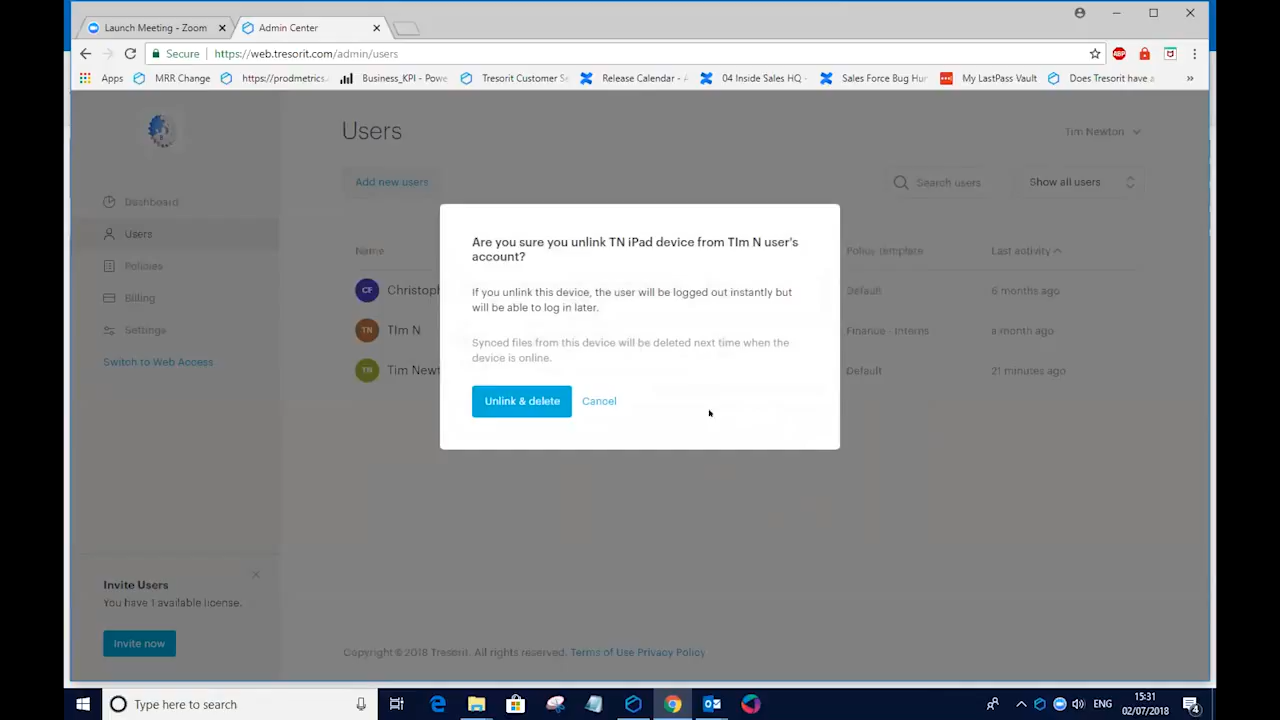 Launch Meeting - Zoom
Admin Center
Secure https://web.tresorit.com/admin/users
ABP
Apps MRR Change https://prodmetrics. Business_KPI - Powe Tresorit Customer Se Release Calendar - A 04 Inside Sales HQ - Sales Force Bug Hun My LastPass Vault Does Tresorit have a »
Users
Tim Newton
Add new users
Search users
Show all users
Dashboard
Users
Policies
Billing
Settings
Switch to Web Access
Name
Policy template
Last activity
CF Christoph
Default
6 months ago
TN TIm N
Finance - Interns
a month ago
TN Tim Newt
Default
21 minutes ago
Are you sure you unlink TN iPad device from TIm N user's
account?
If you unlink this device, the user will be logged out instantly but
will be able to log in later.
Synced files from this device will be deleted next time when the
device is online.
Unlink & delete
Cancel
Invite Users
You have 1 available license.
Invite now
Copyright © 2018 Tresorit. All rights reserved. Terms of Use Privacy Policy
Type here to search
ENG
15:31
02/07/2018
4